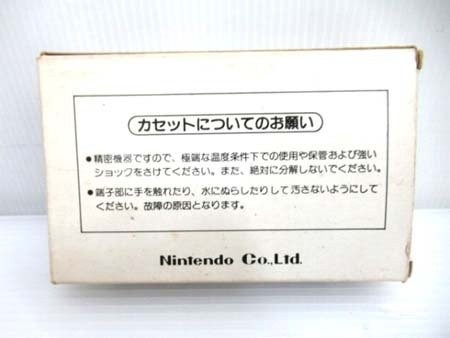 カセットについてのお願い
●精密機器ですので、極端な温度条件下での使用や保管および強い
ショックをさけてください。また、絶対に分解しないでください。
●端子部に手を触れたり、水にぬらしたりして汚さないようにして
ください。故障の原因となります。
Nintendo Co.,Ltd.